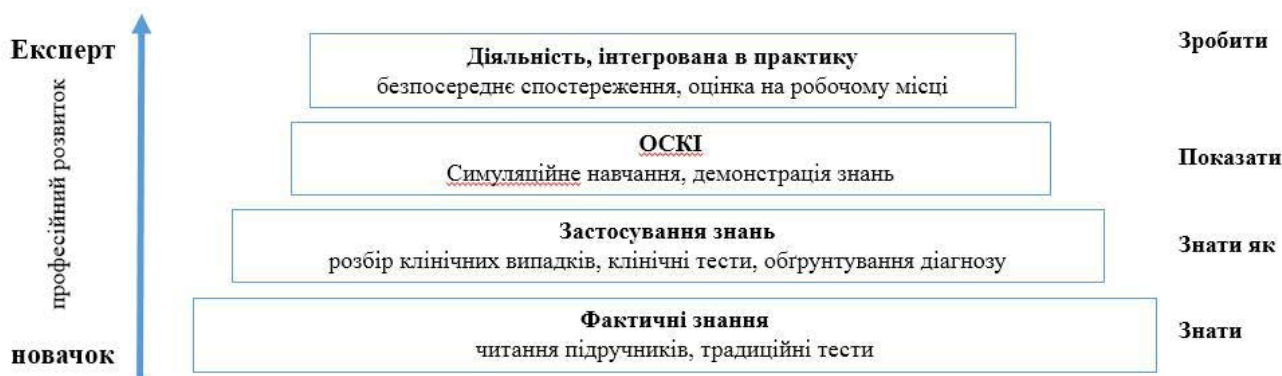 Експерт
професійний розвиток
новачок
Діяльність, інтегрована в практику
безпосереднє спостереження, оцінка на робочому місці
Зробити
ОСКІ
Симуляційне навчання, демонстрація знань
Показати
Застосування знань
розбір клінічних випадків, клінічні тести, обґрунтування діагнозу
Знати як
Фактичні знання
читання підручників, традиційні тести
Знати